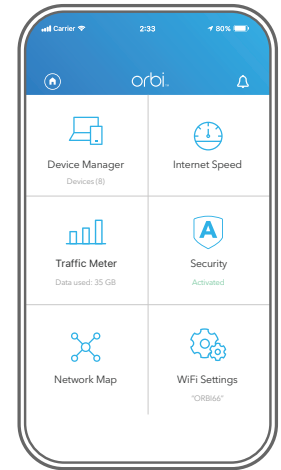 Carrier 2:33 80%
orbi
Device Manager Internet Speed
Devices (8)
A
Traffic Meter Security
Data used: 35 GB Activated
Network Map WiFi Settings
"ORBI66"